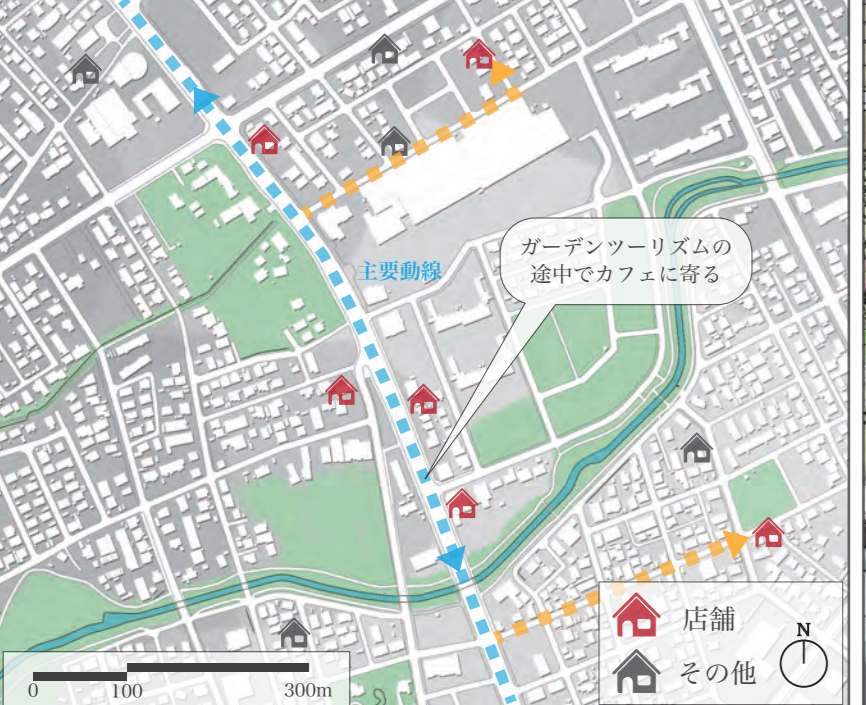 主要動線
ガーデンツーリズムの
途中でカフェに寄る
店舗
その他
N
0 100 300m